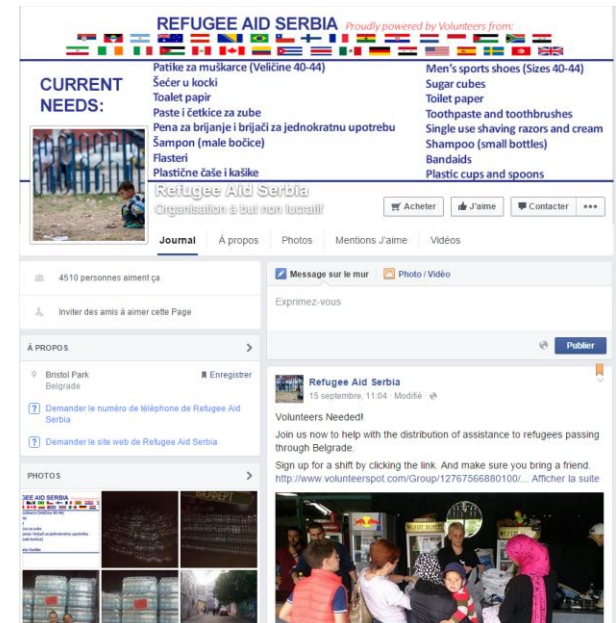 REFUGEE AID SERBIA Proudly powered by Volunteers from:
CURRENT
NEEDS:
Patike za muškarce (Veličine 40-44)
Šećer u kocki
Toalet papir
Paste i četkice za zube
Pena za brijanje i brijači za jednokratnu upotrebu
Šampon (male bočice)
Flasteri
Plastične čaše i kašike
Men's sports shoes (Sizes 40-44)
Sugar cubes
Toilet paper
Toothpaste and toothbrushes
Single use shaving razors and cream
Shampoo (small bottles)
Bandaids
Plastic cups and spoons
Refugee Aid Serbia
Organisation à but non lucratif
Acheter
J'aime
Contacter
Journal
À propos
Photos
Mentions J'aime
Vidéos
4510 personnes aiment ça
Inviter des amis à aimer cette Page
À PROPOS
Bristol Park
Belgrade
Enregistrer
Demander le numéro de téléphone de Refugee Aid
Serbia
Demander le site web de Refugee Aid Serbia
PHOTOS
Message sur le mur
Photo / Vidéo
Exprimez-vous
Publier
Refugee Aid Serbia
15 septembre, 11:04 · Modifié ·
Volunteers Needed!
Join us now to help with the distribution of assistance to refugees passing
through Belgrade.
Sign up for a shift by clicking the link. And make sure you bring a friend.
http://www.volunteerspot.com/Group/12767566880100/... Afficher la suite